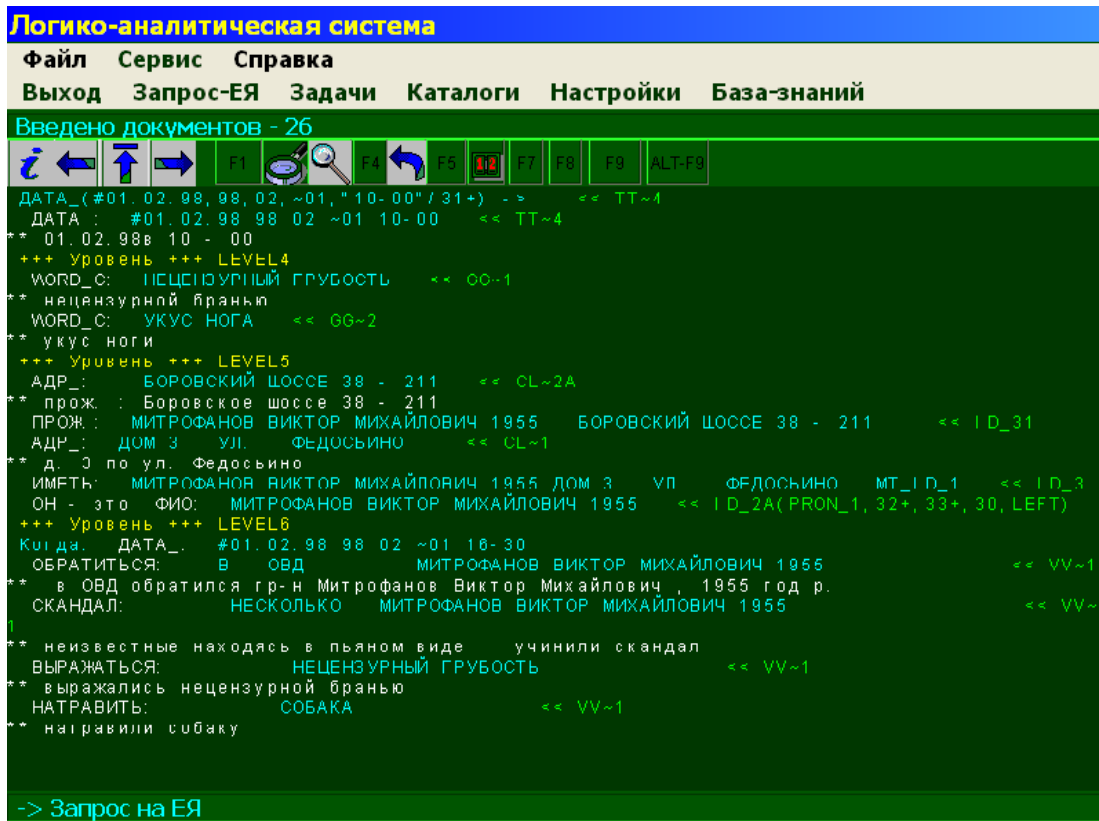 Логико-аналитическая система
Файл Сервис Справка
Выход Запрос-ЕЯ Задачи Каталоги Настройки База-знаний
Введено документов - 26
i F1 F4 F5 12 F7 F8 F9 ALT-F9
ДАТА_(#01.02.98,98,02,~01,"10-00"/31+) -> << TT~4
ДАТА : #01.02.98 98 02 ~01 10-00 << TT~4
** 01.02.98в 10 - 00
+++ Уровень +++ LEVEL4
WORD_C: НЕЦЕНЗУРНЫЙ ГРУБОСТЬ << GG~1
** нецензурной бранью
WORD_C: УКУС НОГА << GG~2
** укус ноги
+++ Уровень +++ LEVEL5
АДР_: БОРОВСКИЙ ШОССЕ 38 - 211 << CL~2A
** прож. : Боровское шоссе 38 - 211
ПРОЖ.: МИТРОФАНОВ ВИКТОР МИХАЙЛОВИЧ 1955 БОРОВСКИЙ ШОССЕ 38 - 211 << ID_31
АДР_: ДОМ 3 УЛ. ФЕДОСЬИНО << CL~1
** д. 3 по ул. Федосьино
ИМЕТЬ: МИТРОФАНОВ ВИКТОР МИХАЙЛОВИЧ 1955 ДОМ 3 УЛ ФЕДОСЬИНО MT_ID_1 << ID_3
ОН - это ФИО: МИТРОФАНОВ ВИКТОР МИХАЙЛОВИЧ 1955 << ID_2A(PRON_1,32+,33+,30,LEFT)
+++ Уровень +++ LEVEL6
Когда: ДАТА_. #01.02.98 98 02 ~01 16-30
ОБРАТИТЬСЯ: В ОВД МИТРОФАНОВ ВИКТОР МИХАЙЛОВИЧ 1955 << VV~1
** в ОВД обратился гр-н Митрофанов Виктор Михайлович , 1955 год р.
СКАНДАЛ: НЕСКОЛЬКО МИТРОФАНОВ ВИКТОР МИХАЙЛОВИЧ 1955 << VV~
1
** неизвестные находясь в пьяном виде учинили скандал
ВЫРАЖАТЬСЯ: НЕЦЕНЗУРНЫЙ ГРУБОСТЬ << VV~1
** выражались нецензурной бранью
НАТРАВИТЬ: СОБАКА << VV~1
** натравили собаку
-> Запрос на ЕЯ